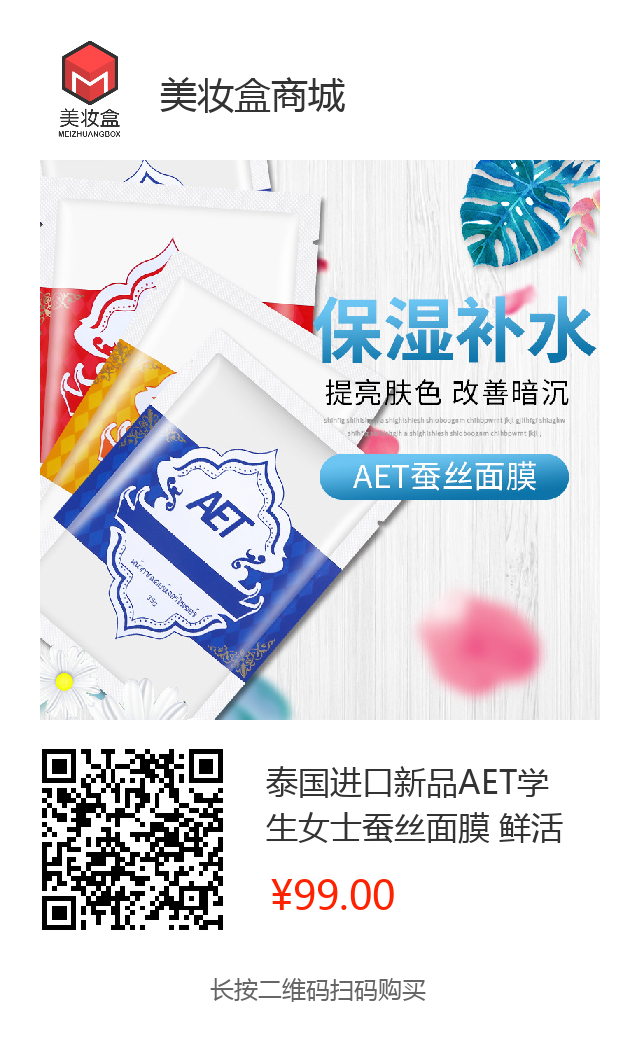 美妆盒
MEIZHUANGBOX
美妆盒商城
保湿补水
提亮肤色 改善暗沉
AET蚕丝面膜
AET
38g
泰国进口新品AET学
生女士蚕丝面膜 鲜活
¥99.00
长按二维码扫码购买